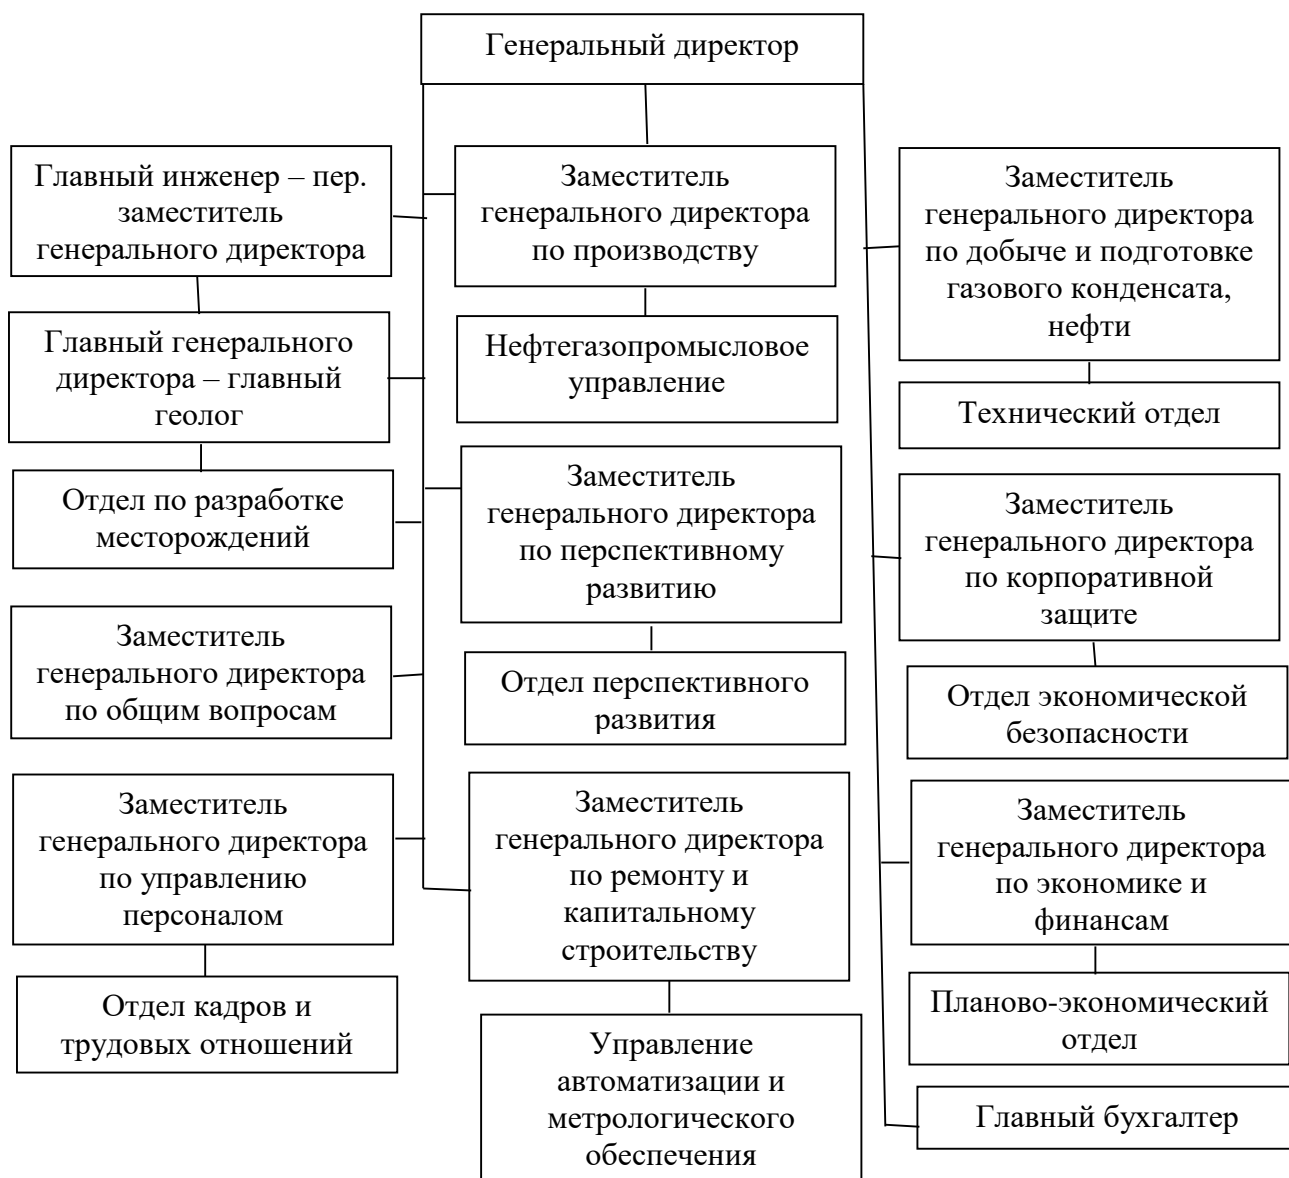 Генеральный директор
Главный инженер – пер.
заместитель
генерального директора
Главный генерального
директора – главный
геолог
Отдел по разработке
месторождений
Заместитель
генерального директора
по общим вопросам
Заместитель
генерального директора
по управлению
персоналом
Отдел кадров и
трудовых отношений
Заместитель
генерального директора
по производству
Нефтегазопромысловое
управление
Заместитель
генерального директора
по перспективному
развитию
Отдел перспективного
развития
Заместитель
генерального директора
по ремонту и
капитальному
строительству
Управление
автоматизации и
метрологического
обеспечения
Заместитель
генерального директора
по добыче и подготовке
газового конденсата,
нефти
Технический отдел
Заместитель
генерального директора
по корпоративной
защите
Отдел экономической
безопасности
Заместитель
генерального директора
по экономике и
финансам
Планово-экономический
отдел
Главный бухгалтер